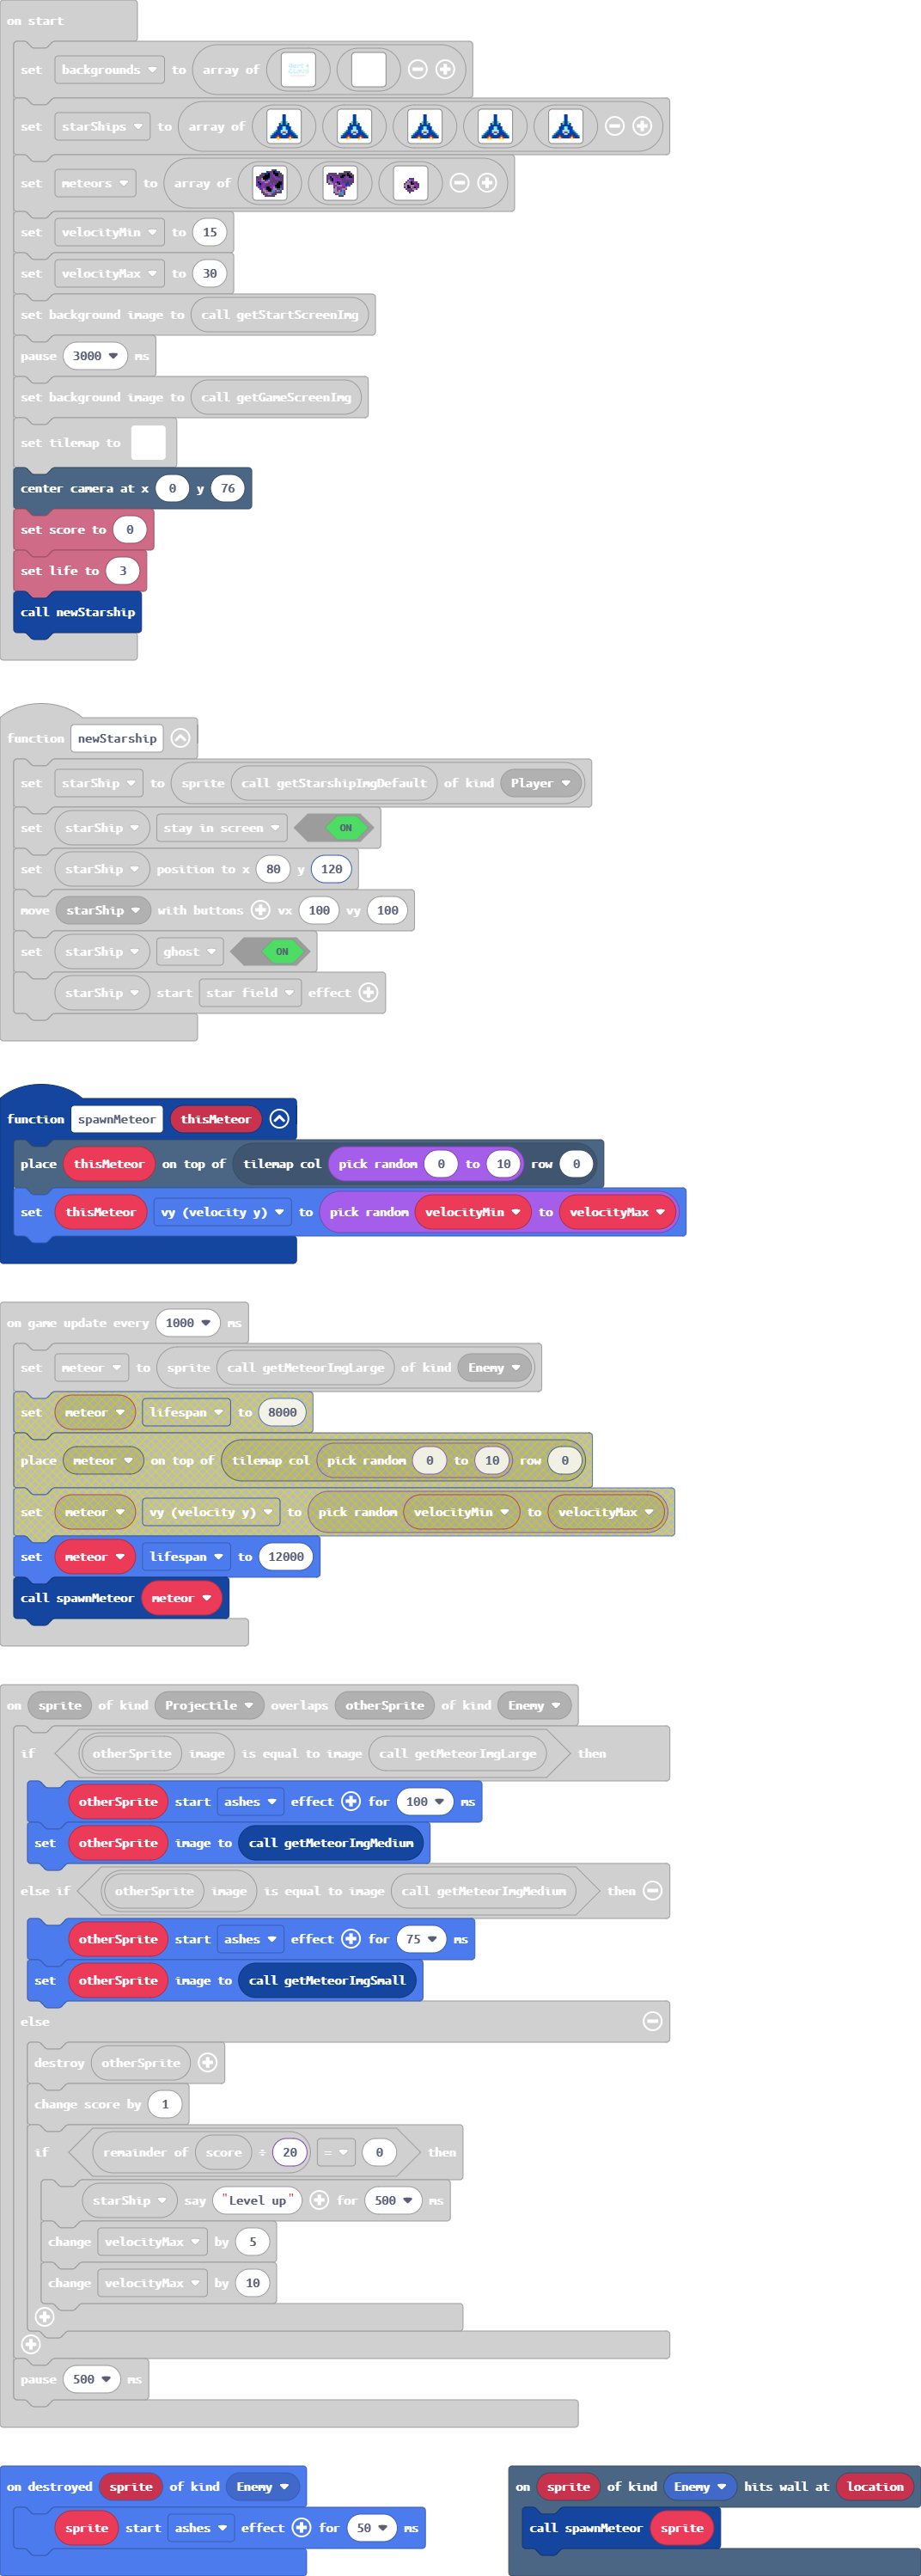 on start
set backgrounds to array of
set starShips to array of
set meteors to array of
set velocityMin to 15
set velocityMax to 30
set background image to call getStartScreenImg
pause 3000 ms
set background image to call getGameScreenImg
set tilemap to
center camera at x 0 y 76
set score to 0
set life to 3
call newStarship
function newStarship
set starShip to sprite call getStarshipImgDefault of kind Player
set starShip stay in screen ON
set starShip position to x 80 y 120
move starShip with buttons vx 100 vy 100
set starShip ghost ON
starShip start star field effect
function spawnMeteor thisMeteor
place thisMeteor on top of tilemap col pick random 0 to 10 row 0
set thisMeteor vy (velocity y) to pick random velocityMin to velocityMax
on game update every 1000 ms
set meteor to sprite call getMeteorImgLarge of kind Enemy
set meteor lifespan to 8000
place meteor on top of tilemap col pick random 0 to 10 row 0
set meteor vy (velocity y) to pick random velocityMin to velocityMax
set meteor lifespan to 12000
call spawnMeteor meteor
on sprite of kind Projectile overlaps otherSprite of kind Enemy
if otherSprite image is equal to image call getMeteorImgLarge then
otherSprite start ashes effect for 100 ms
set otherSprite image to call getMeteorImgMedium
else if otherSprite image is equal to image call getMeteorImgMedium then
otherSprite start ashes effect for 75 ms
set otherSprite image to call getMeteorImgSmall
else
destroy otherSprite
change score by 1
if remainder of score ÷ 20 = 0 then
starShip say "Level up" for 500 ms
change velocityMax by 5
change velocityMax by 10
pause 500 ms
on destroyed sprite of kind Enemy
sprite start ashes effect for 50 ms
on sprite of kind Enemy hits wall at location
call spawnMeteor sprite